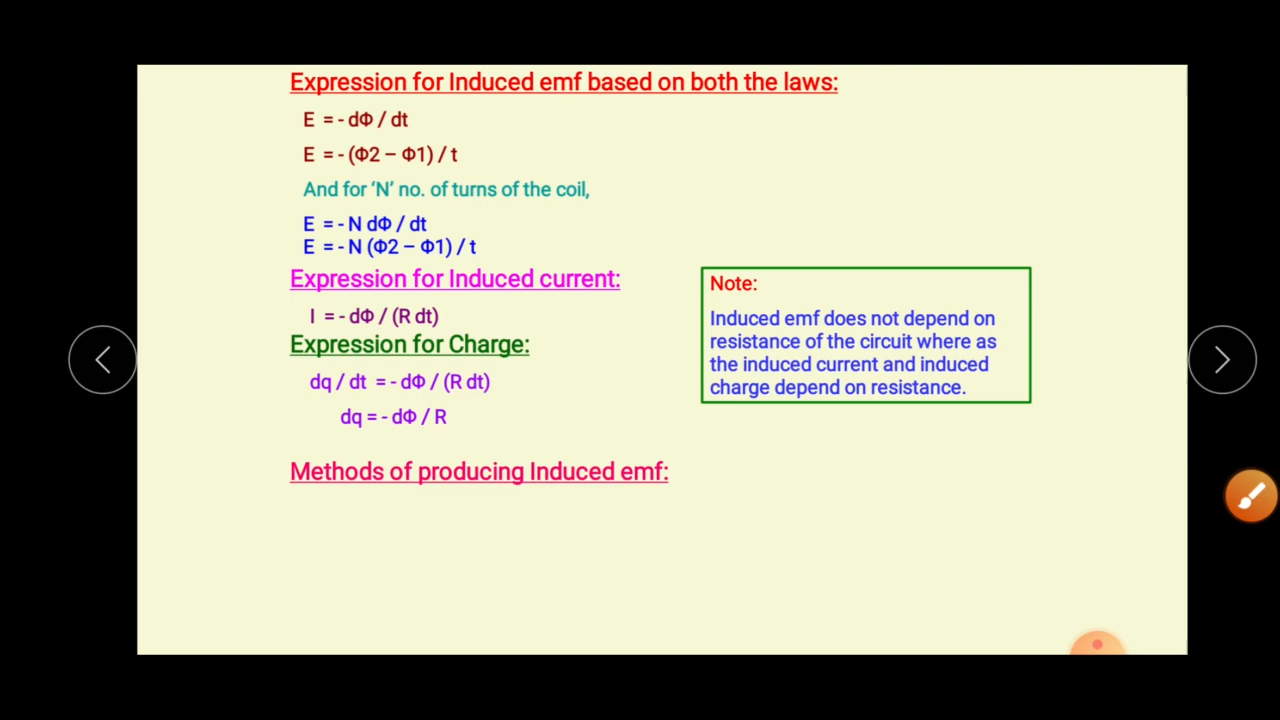 Expression for Induced emf based on both the laws:
E = - dΦ / dt
E = - (Φ2 – Φ1) / t
And for ‘N’ no. of turns of the coil,
E = - N dΦ / dt
E = - N (Φ2 – Φ1) / t
Expression for Induced current:
I = - dΦ / (R dt)
Expression for Charge:
dq / dt = - dΦ / (R dt)
dq = - dΦ / R
Note:
Induced emf does not depend on
resistance of the circuit where as
the induced current and induced
charge depend on resistance.
Methods of producing Induced emf: